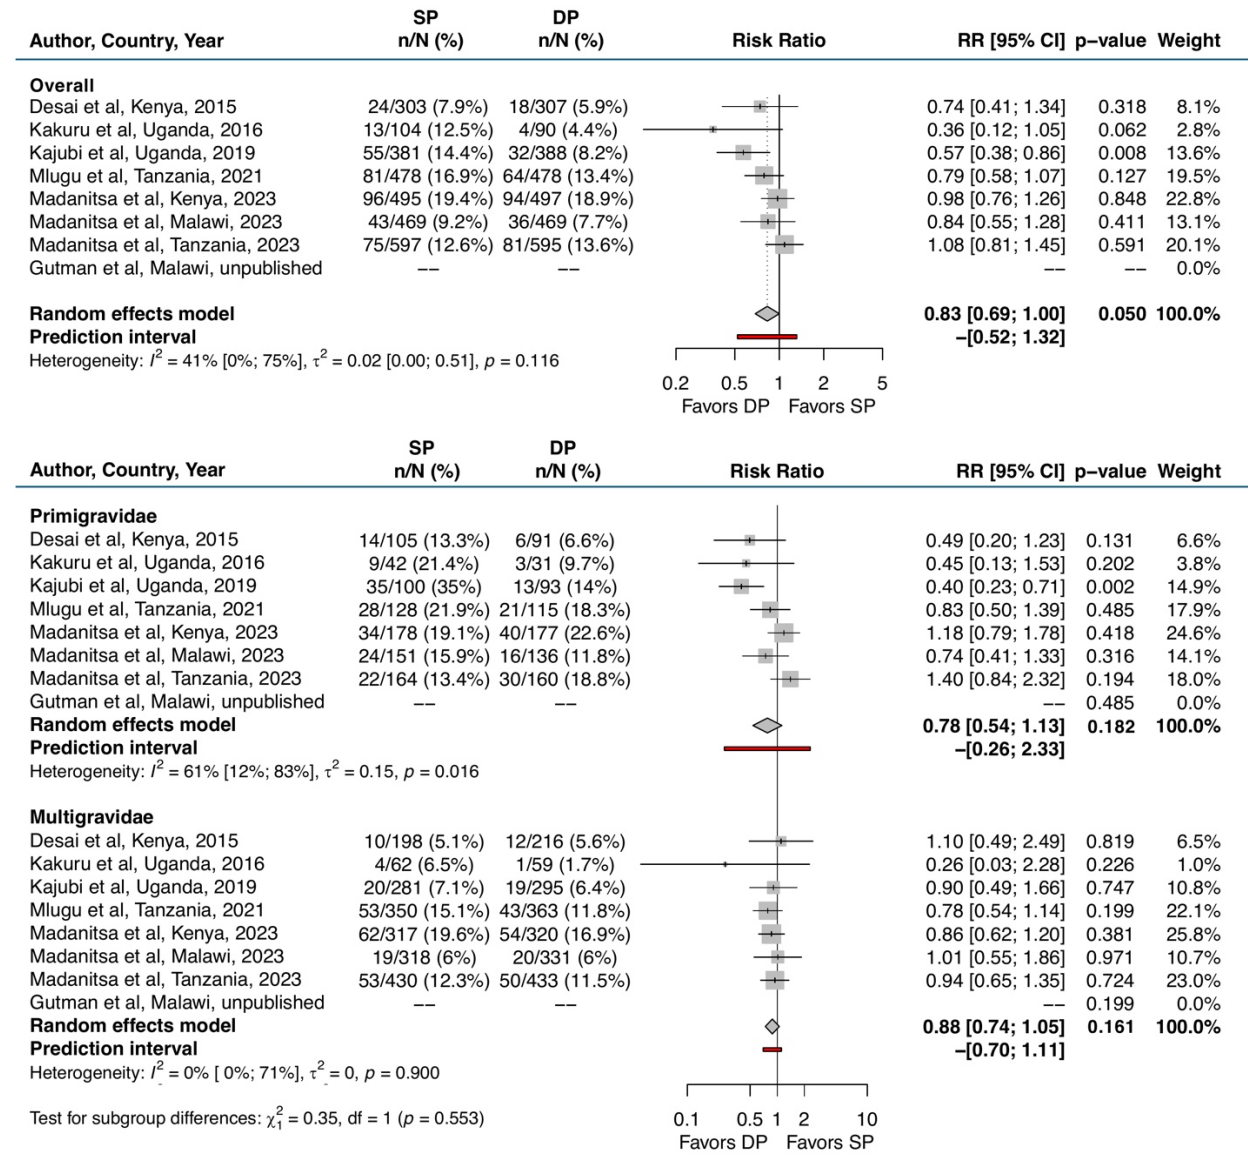 SP DP
Author, Country, Year n/N (%) n/N (%) Risk Ratio RR [95% CI] p−value Weight
Overall
Desai et al, Kenya, 2015 24/303 (7.9%) 18/307 (5.9%) 0.74 [0.41; 1.34] 0.318 8.1%
Kakuru et al, Uganda, 2016 13/104 (12.5%) 4/90 (4.4%) 0.36 [0.12; 1.05] 0.062 2.8%
Kajubi et al, Uganda, 2019 55/381 (14.4%) 32/388 (8.2%) 0.57 [0.38; 0.86] 0.008 13.6%
Mlugu et al, Tanzania, 2021 81/478 (16.9%) 64/478 (13.4%) 0.79 [0.58; 1.07] 0.127 19.5%
Madanitsa et al, Kenya, 2023 96/495 (19.4%) 94/497 (18.9%) 0.98 [0.76; 1.26] 0.848 22.8%
Madanitsa et al, Malawi, 2023 43/469 (9.2%) 36/469 (7.7%) 0.84 [0.55; 1.28] 0.411 13.1%
Madanitsa et al, Tanzania, 2023 75/597 (12.6%) 81/595 (13.6%) 1.08 [0.81; 1.45] 0.591 20.1%
Gutman et al, Malawi, unpublished −− −− −− −− 0.0%
Random effects model 0.83 [0.69; 1.00] 0.050 100.0%
Prediction interval −[0.52; 1.32]
Heterogeneity: I² = 41% [0%; 75%], τ² = 0.02 [0.00; 0.51], p = 0.116
0.2 0.5 1 2 5
Favors DP Favors SP
SP DP
Author, Country, Year n/N (%) n/N (%) Risk Ratio RR [95% CI] p−value Weight
Primigravidae
Desai et al, Kenya, 2015 14/105 (13.3%) 6/91 (6.6%) 0.49 [0.20; 1.23] 0.131 6.6%
Kakuru et al, Uganda, 2016 9/42 (21.4%) 3/31 (9.7%) 0.45 [0.13; 1.53] 0.202 3.8%
Kajubi et al, Uganda, 2019 35/100 (35%) 13/93 (14%) 0.40 [0.23; 0.71] 0.002 14.9%
Mlugu et al, Tanzania, 2021 28/128 (21.9%) 21/115 (18.3%) 0.83 [0.50; 1.39] 0.485 17.9%
Madanitsa et al, Kenya, 2023 34/178 (19.1%) 40/177 (22.6%) 1.18 [0.79; 1.78] 0.418 24.6%
Madanitsa et al, Malawi, 2023 24/151 (15.9%) 16/136 (11.8%) 0.74 [0.41; 1.33] 0.316 14.1%
Madanitsa et al, Tanzania, 2023 22/164 (13.4%) 30/160 (18.8%) 1.40 [0.84; 2.32] 0.194 18.0%
Gutman et al, Malawi, unpublished −− −− −− 0.485 0.0%
Random effects model 0.78 [0.54; 1.13] 0.182 100.0%
Prediction interval −[0.26; 2.33]
Heterogeneity: I² = 61% [12%; 83%], τ² = 0.15, p = 0.016
Multigravidae
Desai et al, Kenya, 2015 10/198 (5.1%) 12/216 (5.6%) 1.10 [0.49; 2.49] 0.819 6.5%
Kakuru et al, Uganda, 2016 4/62 (6.5%) 1/59 (1.7%) 0.26 [0.03; 2.28] 0.226 1.0%
Kajubi et al, Uganda, 2019 20/281 (7.1%) 19/295 (6.4%) 0.90 [0.49; 1.66] 0.747 10.8%
Mlugu et al, Tanzania, 2021 53/350 (15.1%) 43/363 (11.8%) 0.78 [0.54; 1.14] 0.199 22.1%
Madanitsa et al, Kenya, 2023 62/317 (19.6%) 54/320 (16.9%) 0.86 [0.62; 1.20] 0.381 25.8%
Madanitsa et al, Malawi, 2023 19/318 (6%) 20/331 (6%) 1.01 [0.55; 1.86] 0.971 10.7%
Madanitsa et al, Tanzania, 2023 53/430 (12.3%) 50/433 (11.5%) 0.94 [0.65; 1.35] 0.724 23.0%
Gutman et al, Malawi, unpublished −− −− −− 0.199 0.0%
Random effects model 0.88 [0.74; 1.05] 0.161 100.0%
Prediction interval −[0.70; 1.11]
Heterogeneity: I² = 0% [ 0%; 71%], τ² = 0, p = 0.900
Test for subgroup differences: χ₁² = 0.35, df = 1 (p = 0.553)
0.1 0.5 1 2 10
Favors DP Favors SP